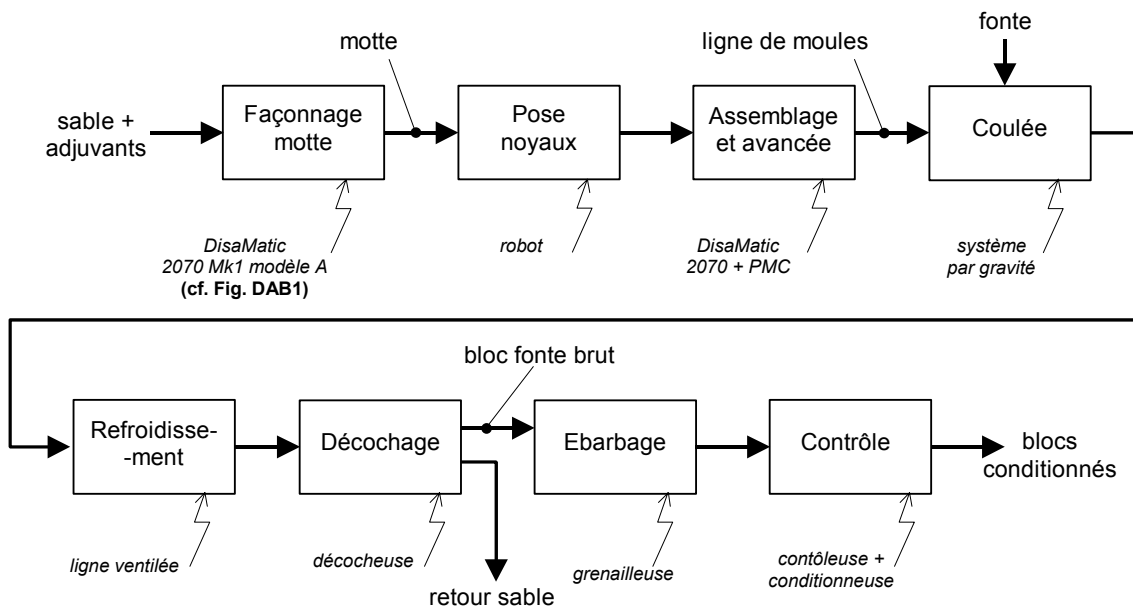 fonte
motte
ligne de moules
sable +
adjuvants
Façonnage
motte
Pose
noyaux
Assemblage
et avancée
Coulée
DisaMatic
2070 Mk1 modèle A
(cf. Fig. DAB1)
robot
DisaMatic
2070 + PMC
système
par gravité
bloc fonte brut
Refroidisse-
-ment
Décochage
Ebarbage
Contrôle
blocs
conditionnés
ligne ventilée
décocheuse
grenailleuse
contôleuse +
conditionneuse
retour sable